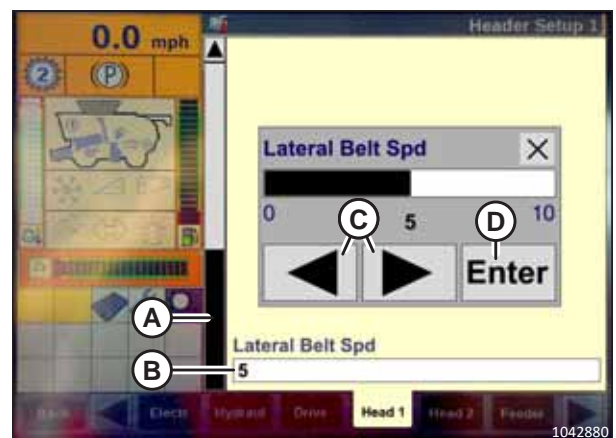 0.0 mph
Header Setup 1
2
P
Lateral Belt Spd
0
5
10
C
D
Enter
A
Lateral Belt Spd
B
5
Back
Electr
Hydraul
Drive
Head 1
Head 2
Feeder
1042880